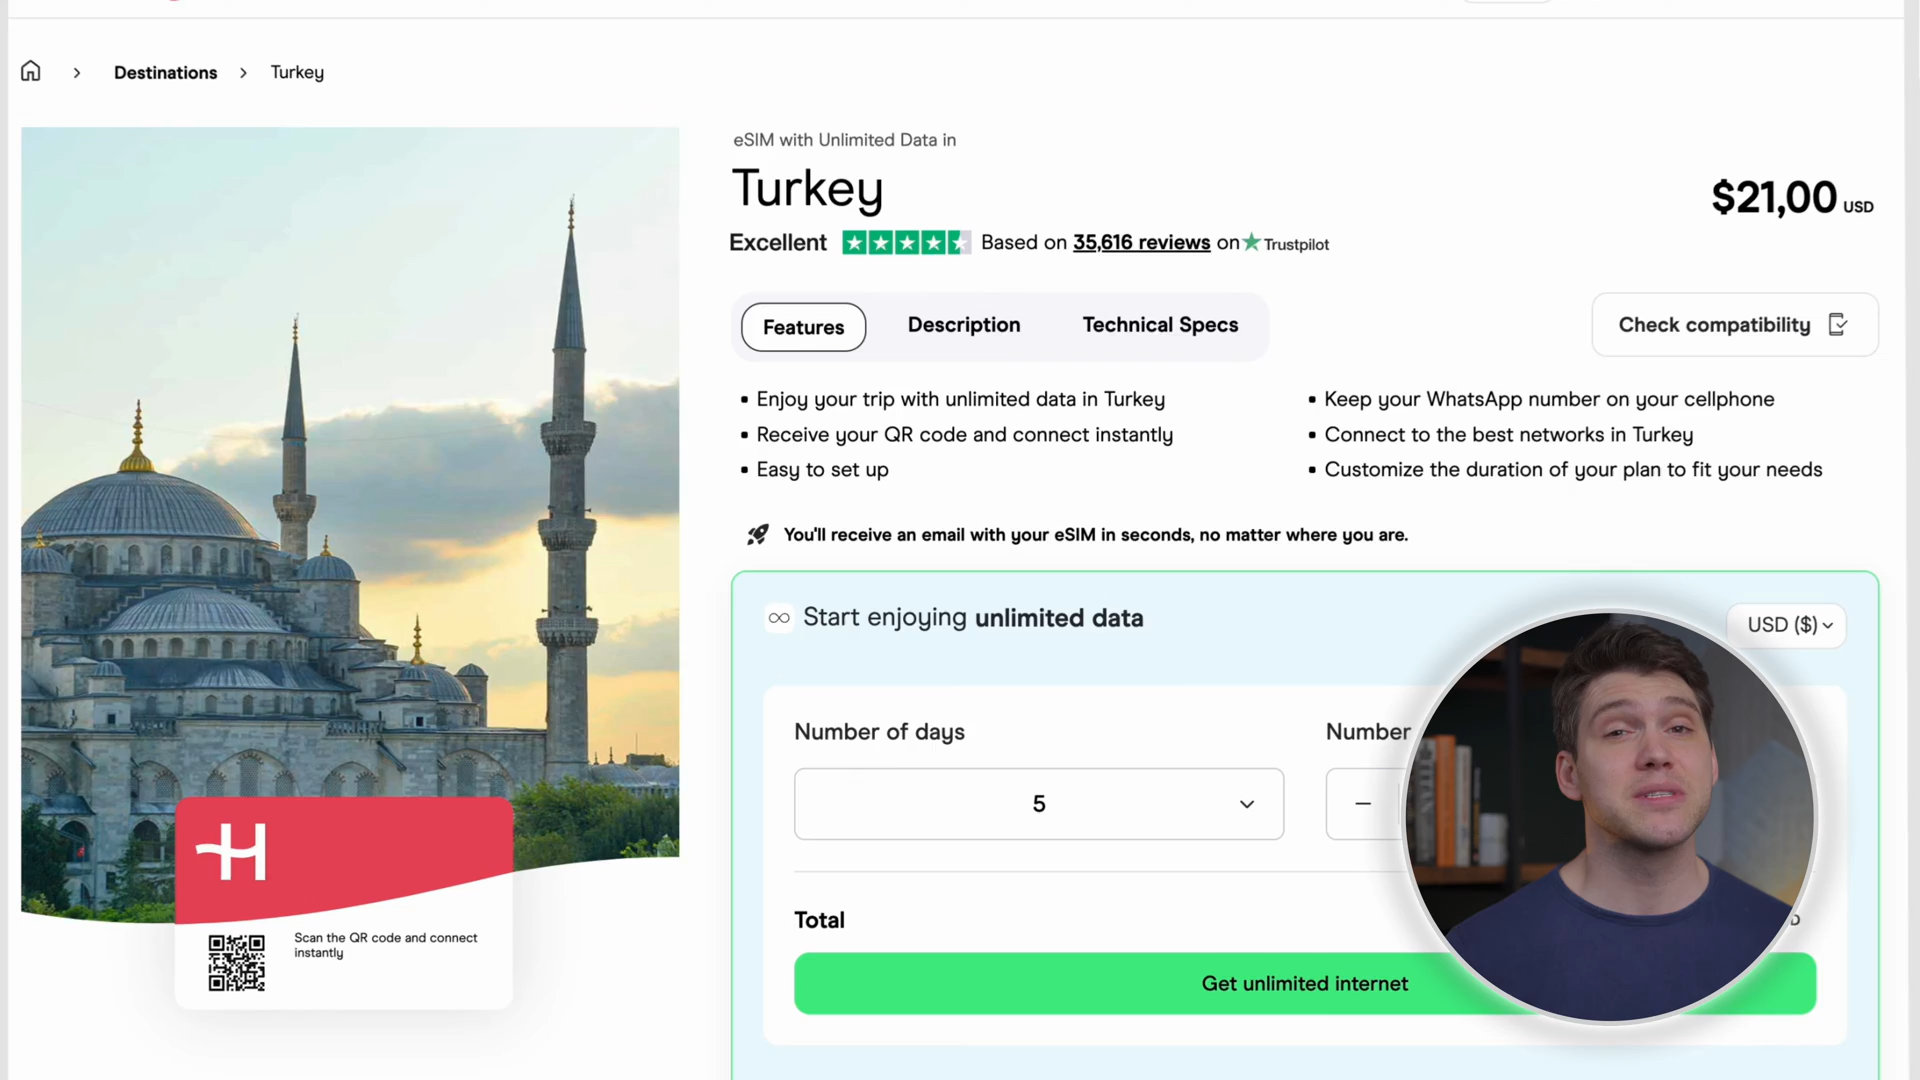 Destinations
Turkey
eSIM with Unlimited Data in
Turkey
$21,00 USD
Excellent
Based on 35,616 reviews on Trustpilot
Features
Description
Technical Specs
Check compatibility
Enjoy your trip with unlimited data in Turkey
Receive your QR code and connect instantly
Easy to set up
Keep your WhatsApp number on your cellphone
Connect to the best networks in Turkey
Customize the duration of your plan to fit your needs
You'll receive an email with your eSIM in seconds, no matter where you are.
Start enjoying unlimited data
USD ($)
Number of days
Number
5
Total
Get unlimited internet
H
Scan the QR code and connect
instantly